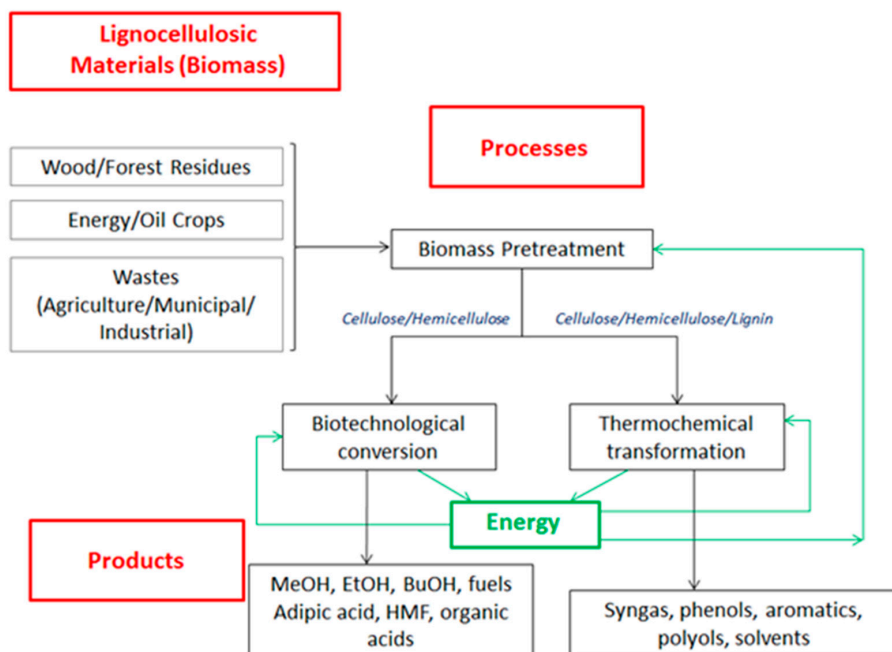 Lignocellulosic
Materials (Biomass)
Processes
Wood/Forest Residues
Energy/Oil Crops
Wastes
(Agriculture/Municipal/
Industrial)
Biomass Pretreatment
Cellulose/Hemicellulose
Cellulose/Hemicellulose/Lignin
Biotechnological
conversion
Thermochemical
transformation
Energy
Products
MeOH, EtOH, BuOH, fuels
Adipic acid, HMF, organic
acids
Syngas, phenols, aromatics,
polyols, solvents